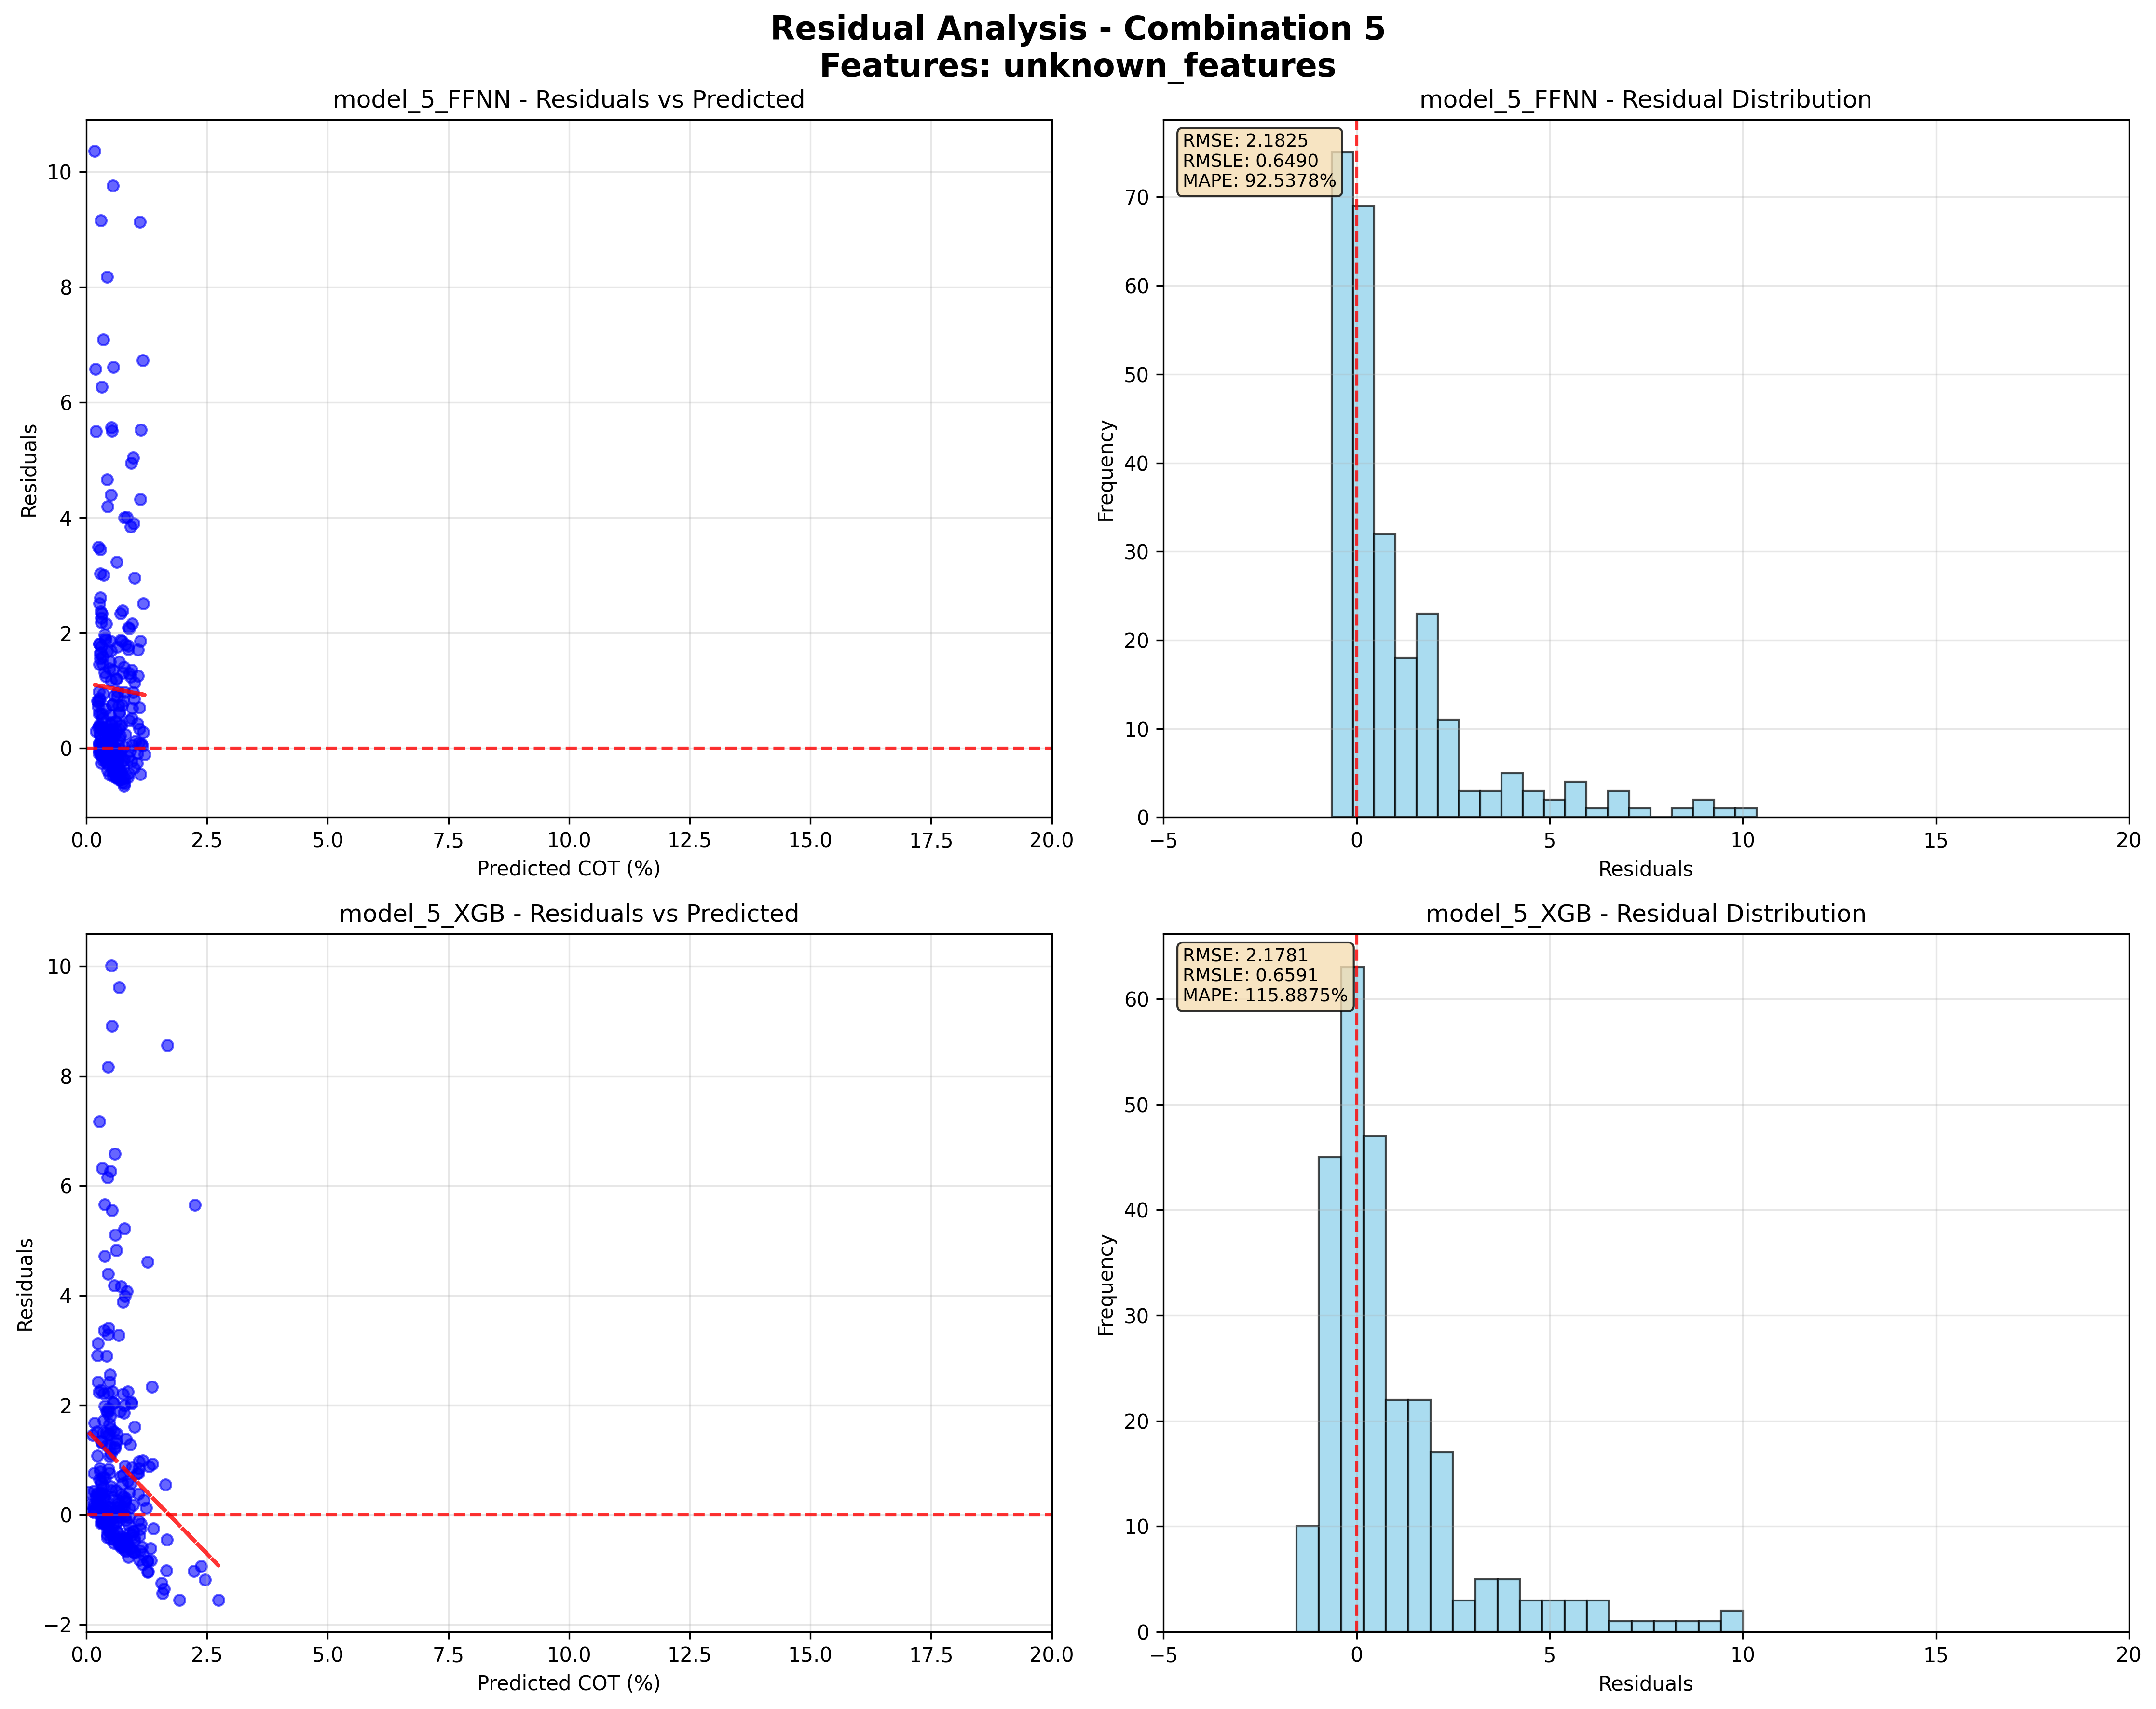 Residual Analysis - Combination 5
Features: unknown_features
model_5_FFNN - Residuals vs Predicted
Residuals
10
8
6
4
2
0
0.0 2.5 5.0 7.5 10.0 12.5 15.0 17.5 20.0
Predicted COT (%)
model_5_FFNN - Residual Distribution
RMSE: 2.1825
RMSLE: 0.6490
MAPE: 92.5378%
Frequency
70
60
50
40
30
20
10
0
−5 0 5 10 15 20
Residuals
model_5_XGB - Residuals vs Predicted
Residuals
10
8
6
4
2
0
−2
0.0 2.5 5.0 7.5 10.0 12.5 15.0 17.5 20.0
Predicted COT (%)
model_5_XGB - Residual Distribution
RMSE: 2.1781
RMSLE: 0.6591
MAPE: 115.8875%
Frequency
60
50
40
30
20
10
0
−5 0 5 10 15 20
Residuals